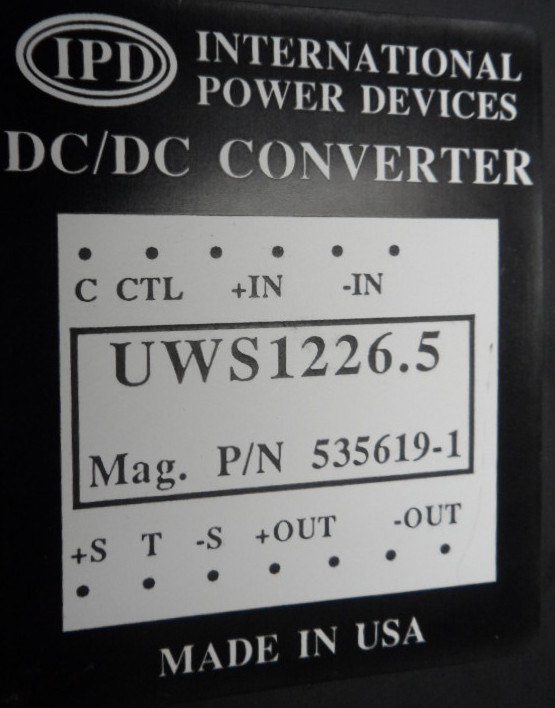 IPD
INTERNATIONAL
POWER DEVICES
DC/DC CONVERTER
C CTL +IN -IN
UWS1226.5
Mag. P/N 535619-1
+S T -S +OUT -OUT
MADE IN USA